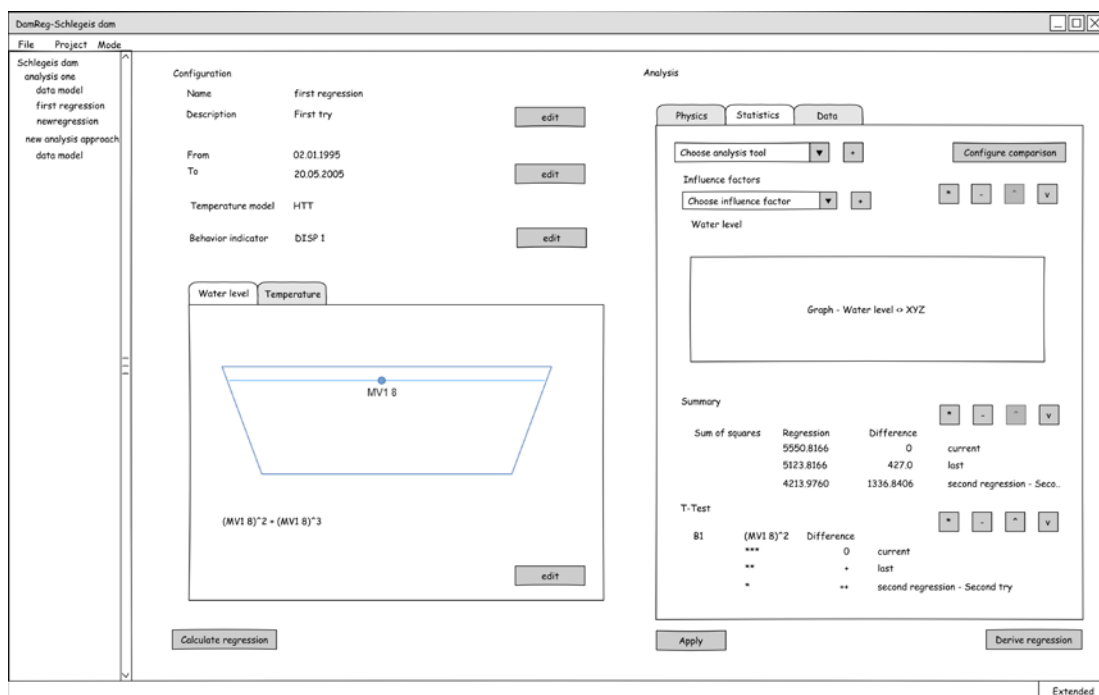 DamReg-Schlegeis dam
File Project Mode
Schlegeis dam
analysis one
data model
first regression
newregression
new analysis approach
data model
Configuration
Name first regression
Description First try
edit
From 02.01.1995
To 20.05.2005
edit
Temperature model HTT
Behavior indicator DISP 1
edit
Water level Temperature
MV1 8
(MV1 8)^2 + (MV1 8)^3
edit
Calculate regression
Analysis
Physics Statistics Data
Choose analysis tool ▼ + Configure comparison
Influence factors
* - ^ v
Choose influence factor ▼ +
Water level
Graph - Water level <> XYZ
Summary
* - ^ v
Sum of squares Regression Difference
5550.8166 0 current
5123.8166 427.0 last
4213.9760 1336.8406 second regression - Seco..
T-Test
* - ^ v
B1 (MV1 8)^2 Difference
*** 0 current
** + last
* ++ second regression - Second try
Apply Derive regression
Extended